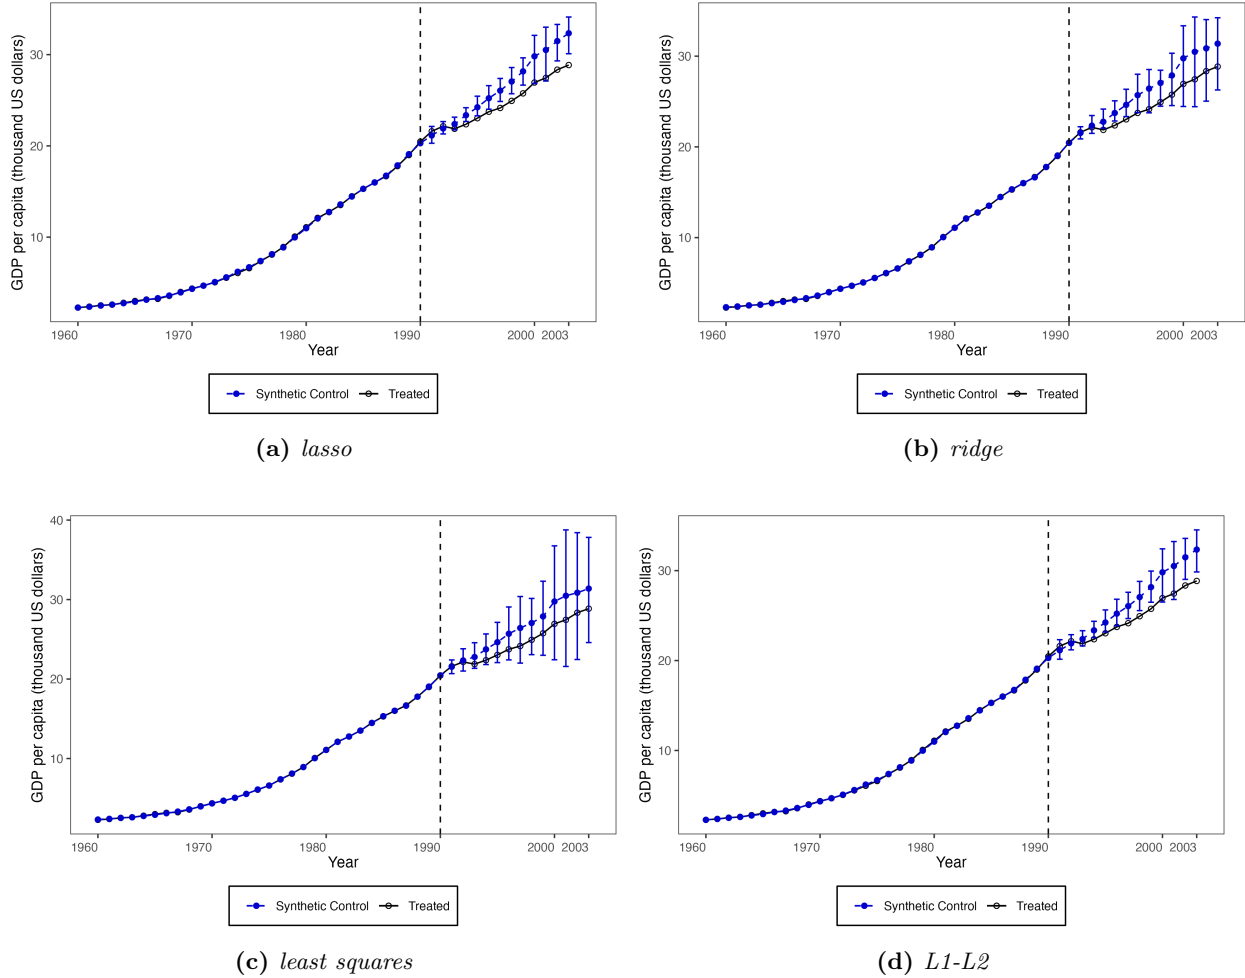 GDP per capita (thousand US dollars)
30
20
10
1960 1970 1980 1990 2000 2003
Year
Synthetic Control Treated
(a) lasso
GDP per capita (thousand US dollars)
30
20
10
1960 1970 1980 1990 2000 2003
Year
Synthetic Control Treated
(b) ridge
GDP per capita (thousand US dollars)
40
30
20
10
1960 1970 1980 1990 2000 2003
Year
Synthetic Control Treated
(c) least squares
GDP per capita (thousand US dollars)
30
20
10
1960 1970 1980 1990 2000 2003
Year
Synthetic Control Treated
(d) L1-L2